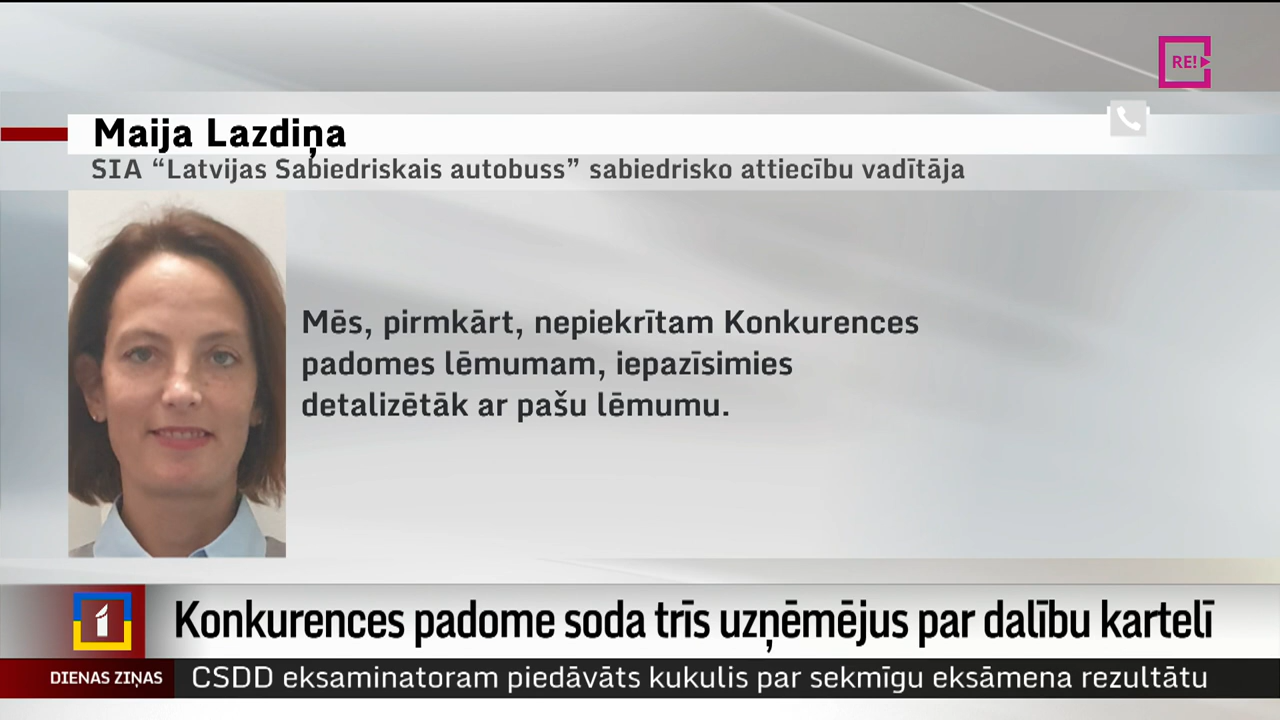 RE!
Maija Lazdiņa
SIA “Latvijas Sabiedriskais autobuss” sabiedrisko attiecību vadītāja
Mēs, pirmkārt, nepiekrītam Konkurences
padomes lēmumam, iepazīsimies
detalizētāk ar pašu lēmumu.
1
Konkurences padome soda trīs uzņēmējus par dalību kartelī
DIENAS ZIŅAS
CSDD eksaminatoram piedāvāts kukulis par sekmīgu eksāmena rezultātu